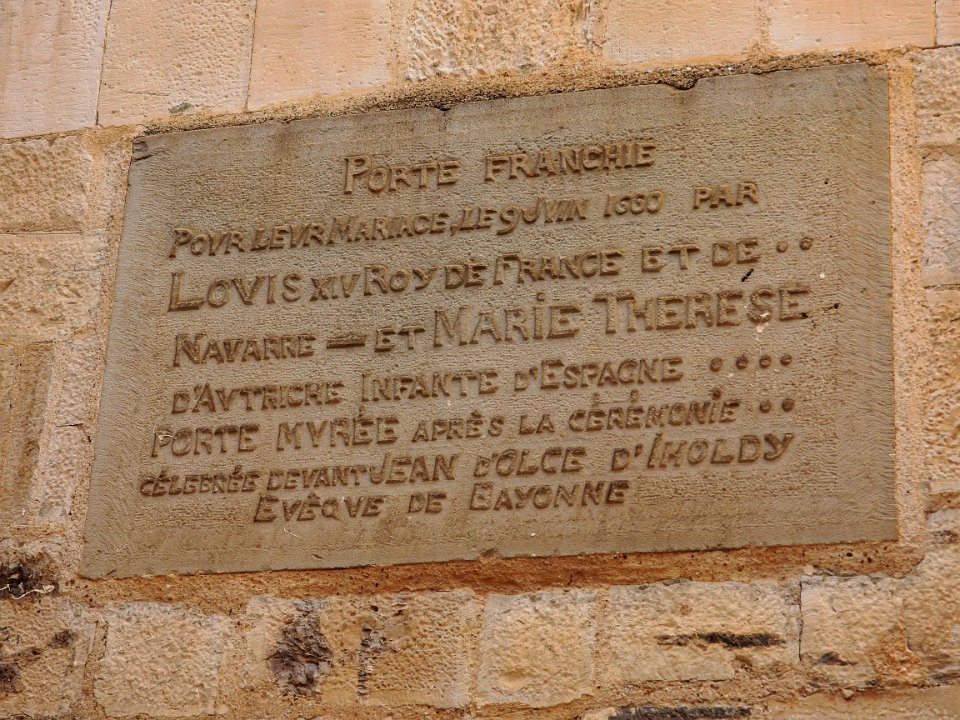 PORTE FRANCHIE
POVR LEVR MARIAGE, LE 9 JVIN 1660 PAR
LOVIS XIV ROY DE FRANCE ET DE ..
NAVARRE — ET MARIE THERESE
D'AVTRICHE INFANTE D'ESPAGNE ....
PORTE MVRÉE APRÈS LA CÉRÉMONIE ..
CÉLEBRÉE DEVANT JEAN D'OLCE D'IHOLDY
EVÊQVE DE BAYONNE